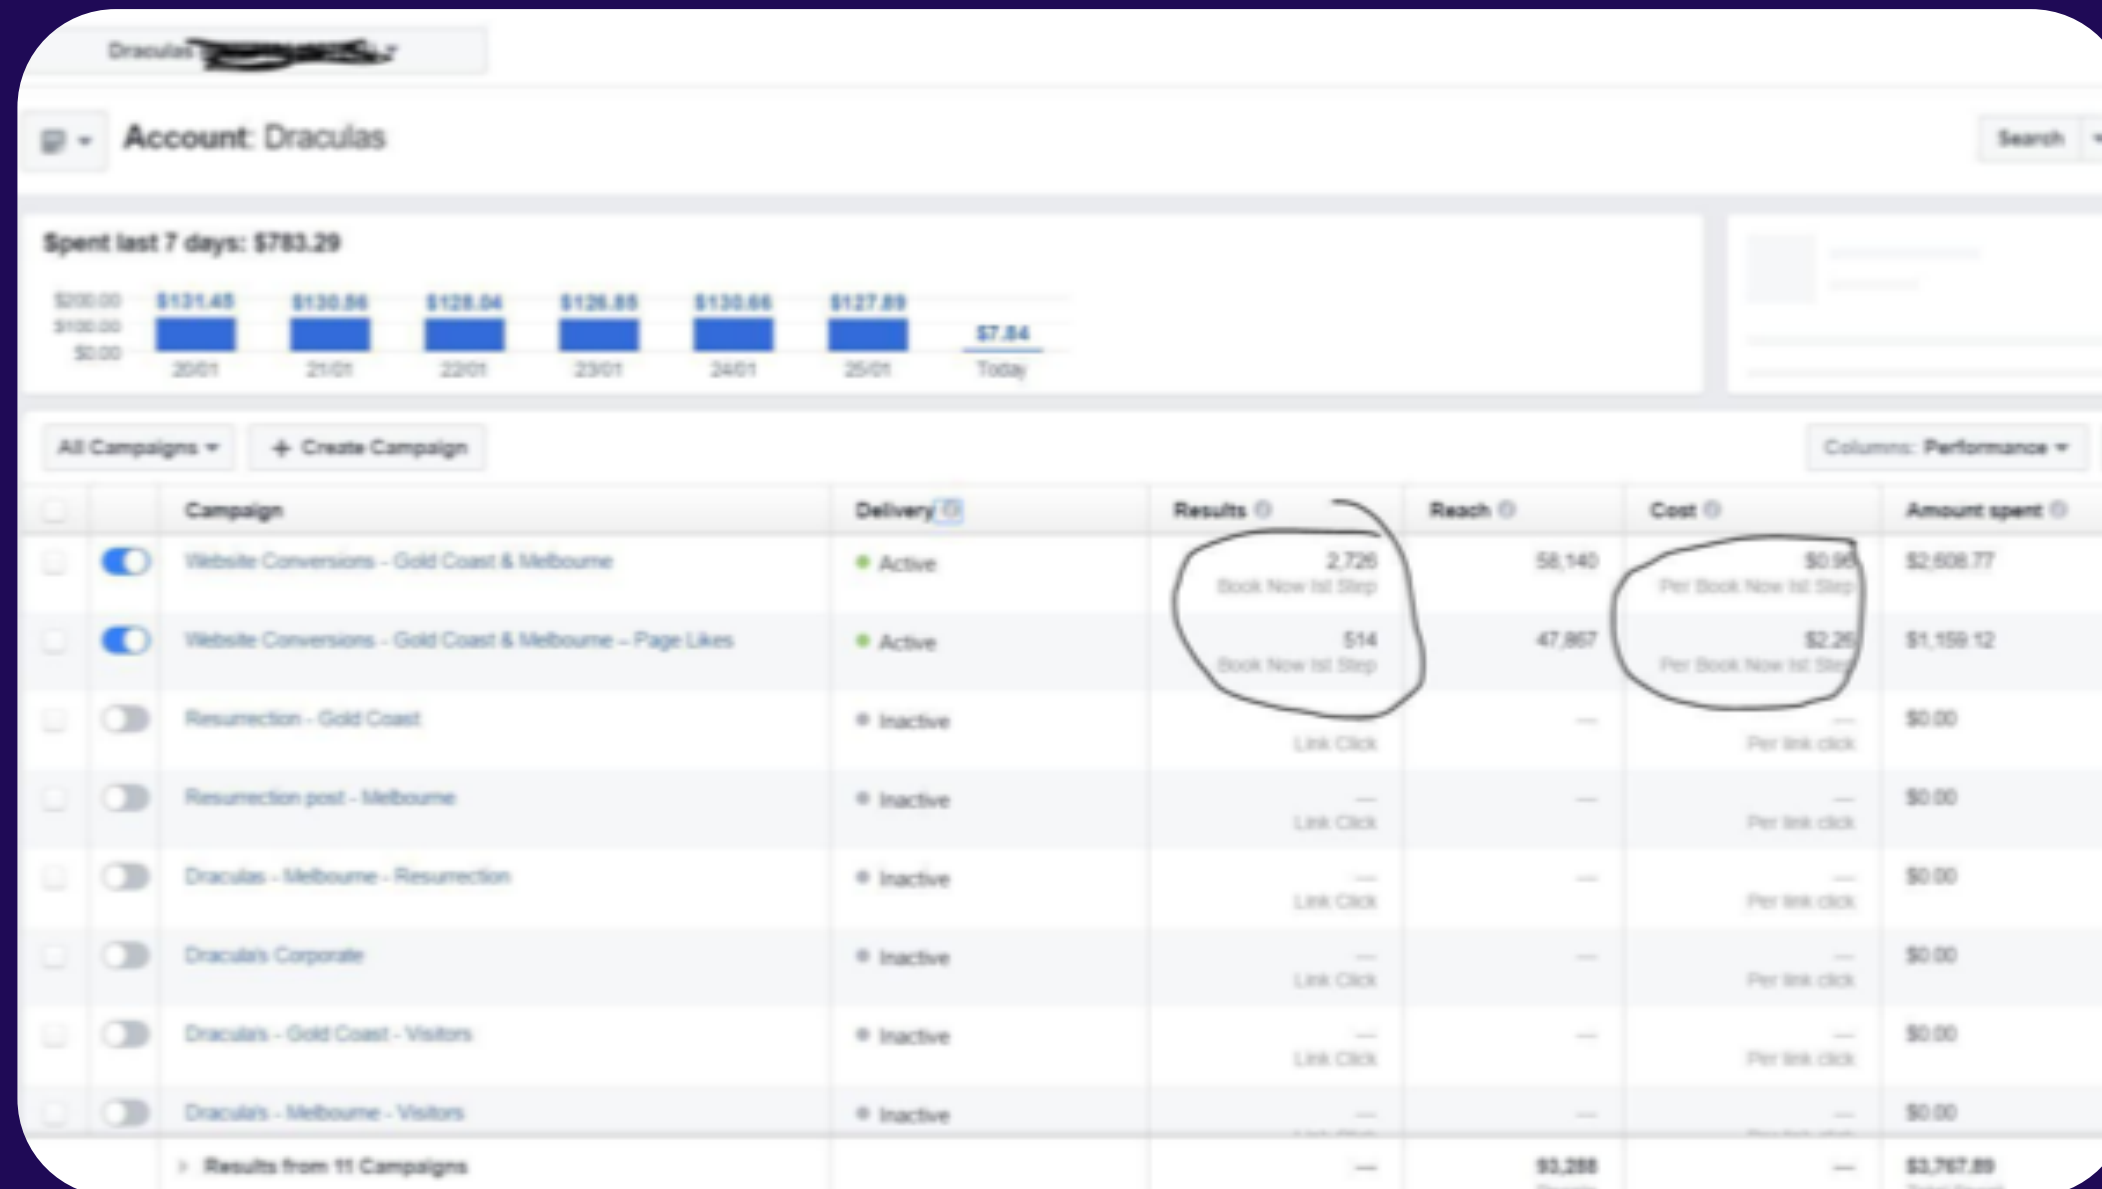 Draculas
Account: Draculas
Search
Spent last 7 days: $783.29
$200.00
$100.00
$0.00
$131.45 $130.56 $128.04 $126.85 $130.66 $127.89 $7.84
20/01 21/01 22/01 23/01 24/01 25/01 Today
All Campaigns + Create Campaign Columns: Performance
Campaign Delivery Results Reach Cost Amount spent
Website Conversions - Gold Coast & Melbourne Active 2,726 58,140 $0.96 $2,608.77
Book Now 1st Step Per Book Now 1st Step
Website Conversions - Gold Coast & Melbourne – Page Likes Active 514 47,867 $2.26 $1,159.12
Book Now 1st Step Per Book Now 1st Step
Resurrection - Gold Coast Inactive — — — $0.00
Link Click Per link click
Resurrection post - Melbourne Inactive — — — $0.00
Link Click Per link click
Draculas - Melbourne - Resurrection Inactive — — — $0.00
Link Click Per link click
Dracula's Corporate Inactive — — — $0.00
Link Click Per link click
Dracula's - Gold Coast - Visitors Inactive — — — $0.00
Link Click Per link click
Dracula's - Melbourne - Visitors Inactive — — — $0.00
Results from 11 Campaigns — 93,288 — $3,767.89